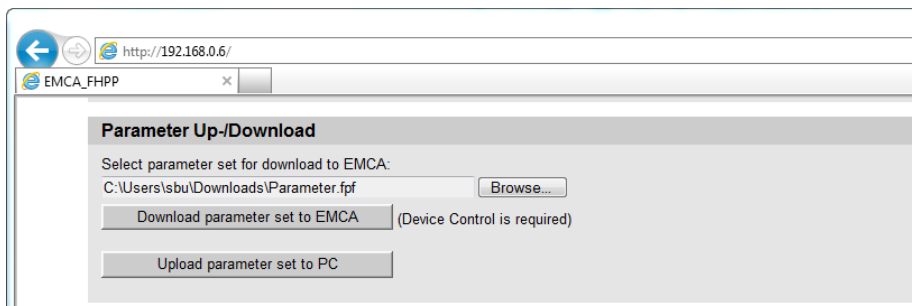 http://192.168.0.6/
EMCA_FHPP
Parameter Up-/Download
Select parameter set for download to EMCA:
C:\Users\sbu\Downloads\Parameter.fpf Browse...
Download parameter set to EMCA (Device Control is required)
Upload parameter set to PC